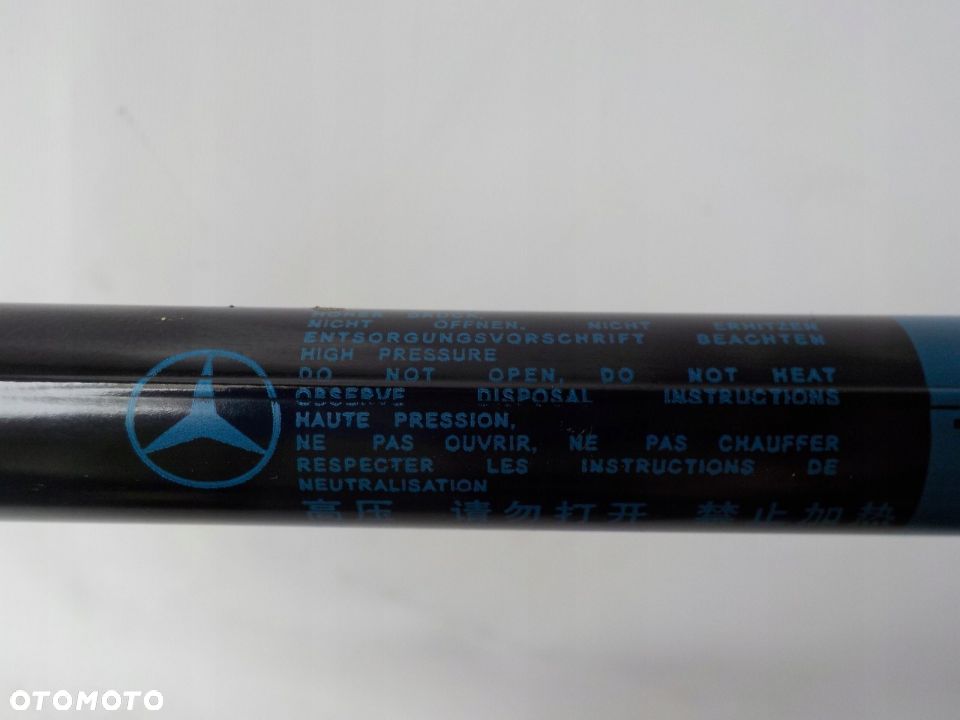 HOHER DRUCK,
NICHT ÖFFNEN, NICHT ERHITZEN
ENTSORGUNGSVORSCHRIFT BEACHTEN
HIGH PRESSURE
DO NOT OPEN, DO NOT HEAT
OBSERVE DISPOSAL INSTRUCTIONS
HAUTE PRESSION,
NE PAS OUVRIR, NE PAS CHAUFFER
RESPECTER LES INSTRUCTIONS DE
NEUTRALISATION
高压 请勿打开 禁止加热
OTOMOTO